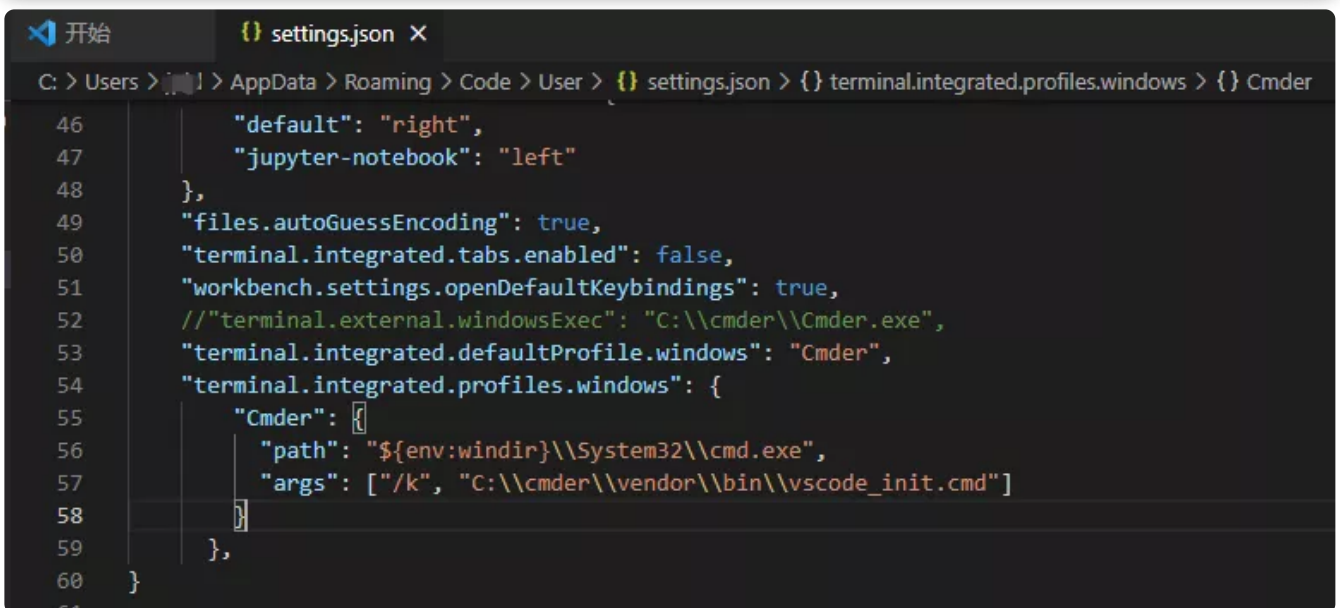 开始 {} settings.json ×
C: > Users > > AppData > Roaming > Code > User > {} settings.json > {} terminal.integrated.profiles.windows > {} Cmder
46 "default": "right",
47 "jupyter-notebook": "left"
48 },
49 "files.autoGuessEncoding": true,
50 "terminal.integrated.tabs.enabled": false,
51 "workbench.settings.openDefaultKeybindings": true,
52 //"terminal.external.windowsExec": "C:\\cmder\\Cmder.exe",
53 "terminal.integrated.defaultProfile.windows": "Cmder",
54 "terminal.integrated.profiles.windows": {
55 "Cmder": {
56 "path": "${env:windir}\\System32\\cmd.exe",
57 "args": ["/k", "C:\\cmder\\vendor\\bin\\vscode_init.cmd"]
58 }
59 },
60 }